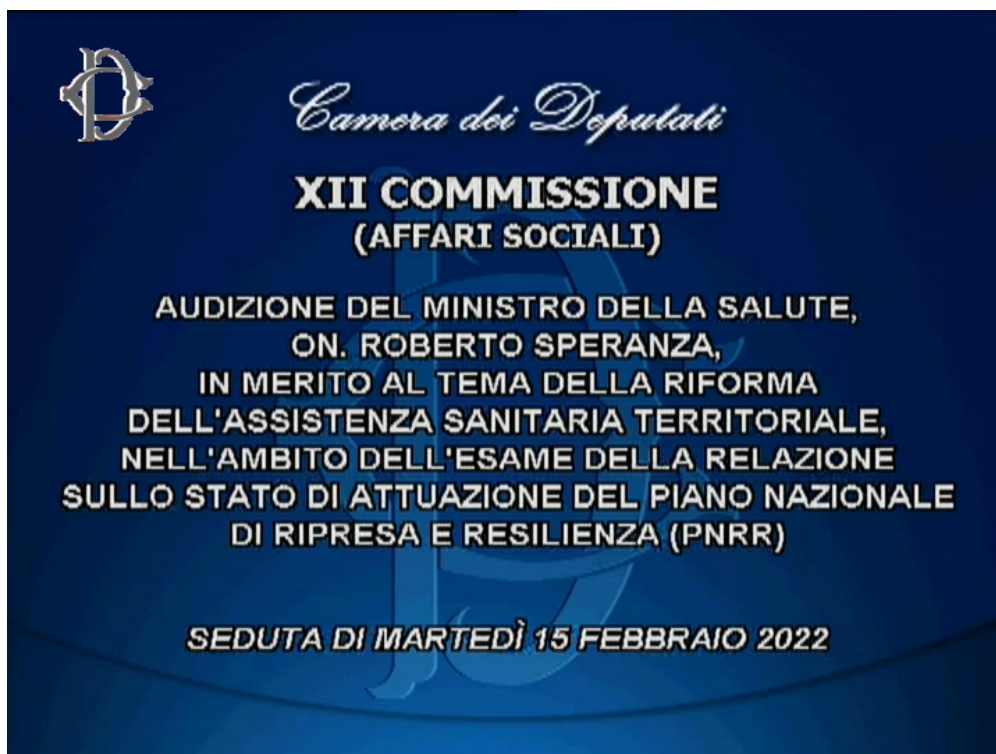 Camera dei Deputati
XII COMMISSIONE
(AFFARI SOCIALI)
AUDIZIONE DEL MINISTRO DELLA SALUTE,
ON. ROBERTO SPERANZA,
IN MERITO AL TEMA DELLA RIFORMA
DELL'ASSISTENZA SANITARIA TERRITORIALE,
NELL'AMBITO DELL'ESAME DELLA RELAZIONE
SULLO STATO DI ATTUAZIONE DEL PIANO NAZIONALE
DI RIPRESA E RESILIENZA (PNRR)
SEDUTA DI MARTEDÌ 15 FEBBRAIO 2022